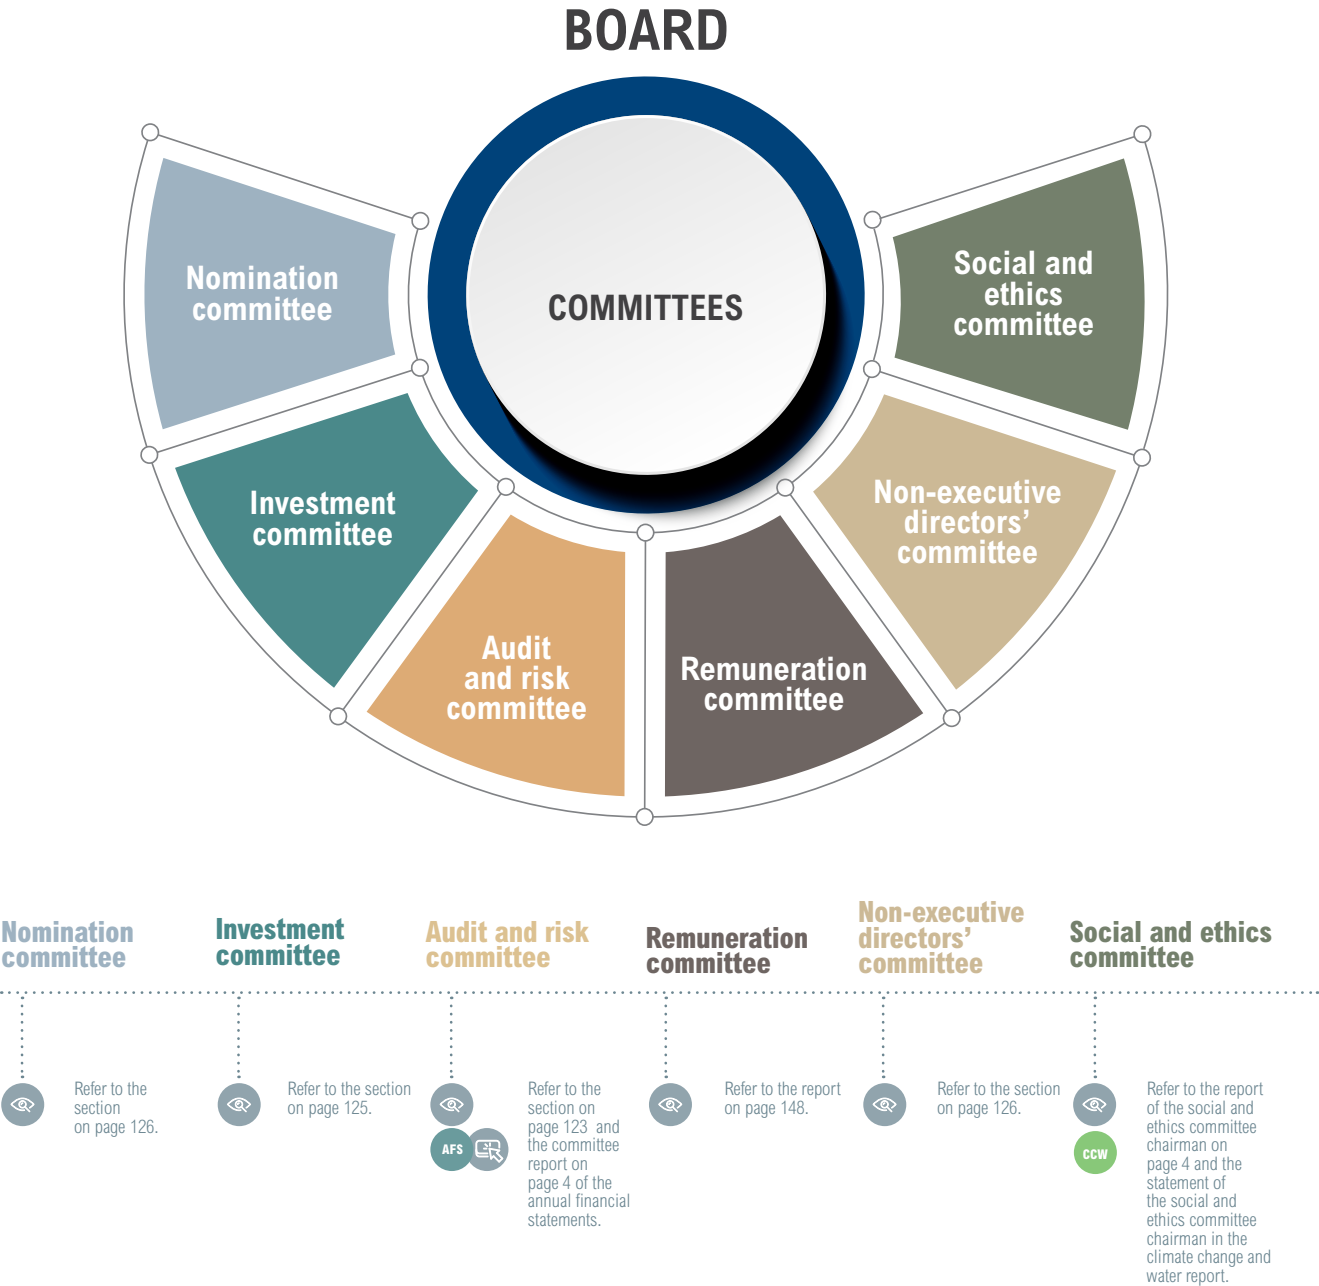 BOARD
COMMITTEES
Nomination
committee
Investment
committee
Audit
and risk
committee
Remuneration
committee
Non-executive
directors’
committee
Social and
ethics
committee
Nomination
committee
Refer to the
section
on page 126.
Investment
committee
Refer to the section
on page 125.
Audit and risk
committee
AFS
Refer to the
section on
page 123 and
the committee
report on
page 4 of the
annual financial
statements.
Remuneration
committee
Refer to the report
on page 148.
Non-executive
directors’
committee
Refer to the section
on page 126.
Social and ethics
committee
CCW
Refer to the report
of the social and
ethics committee
chairman on
page 4 and the
statement of
the social and
ethics committee
chairman in the
climate change and
water report.